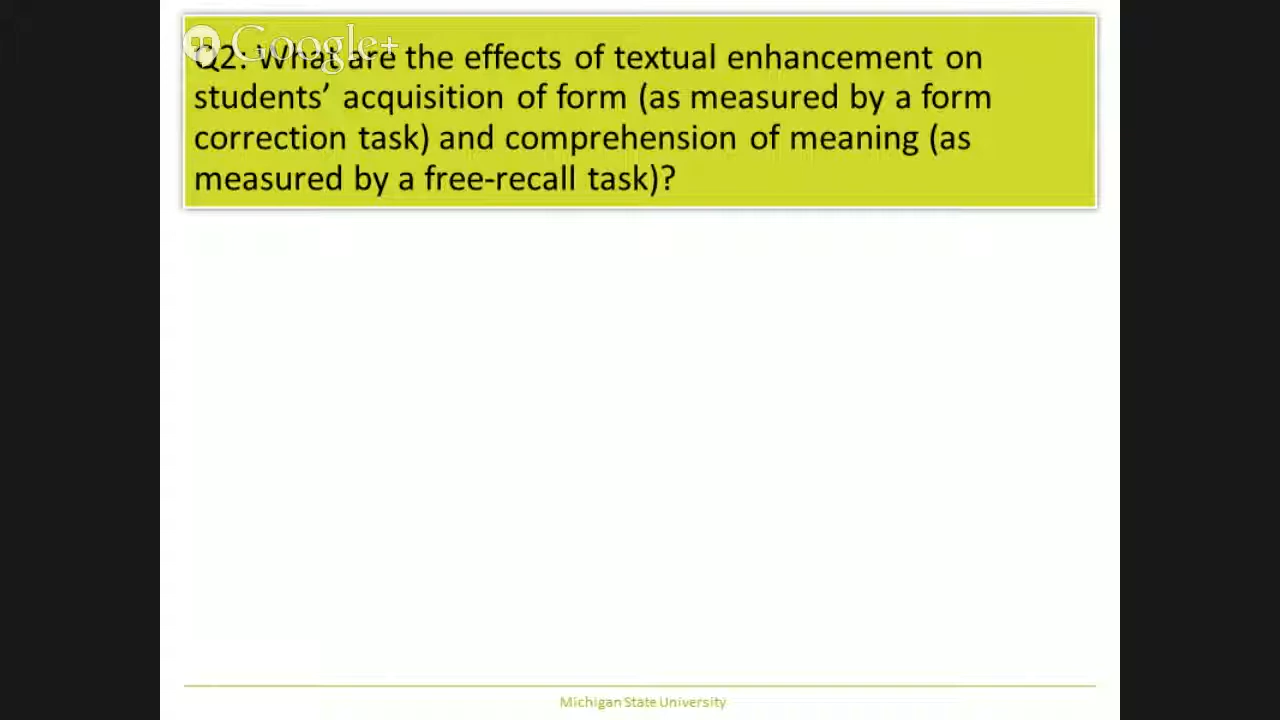 Google+
Q2: What are the effects of textual enhancement on
students’ acquisition of form (as measured by a form
correction task) and comprehension of meaning (as
measured by a free-recall task)?
Michigan State University